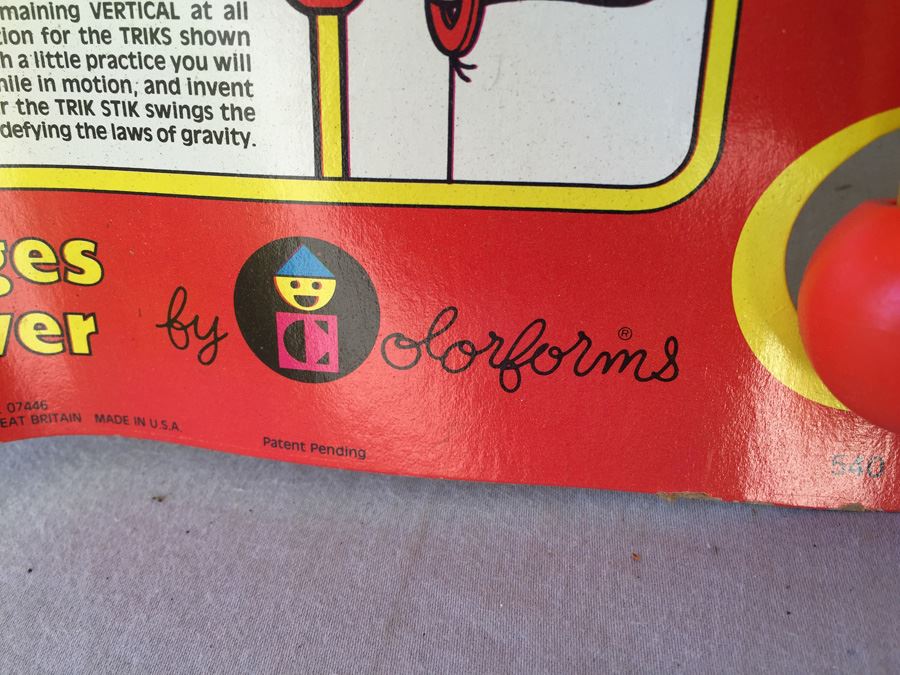 maining VERTICAL at all
tion for the TRIKS shown
h a little practice you will
hile in motion, and invent
r the TRIK STIK swings the
defying the laws of gravity.
ges
ver
by Colorforms®
07446
EAT BRITAIN MADE IN U.S.A.
Patent Pending
540